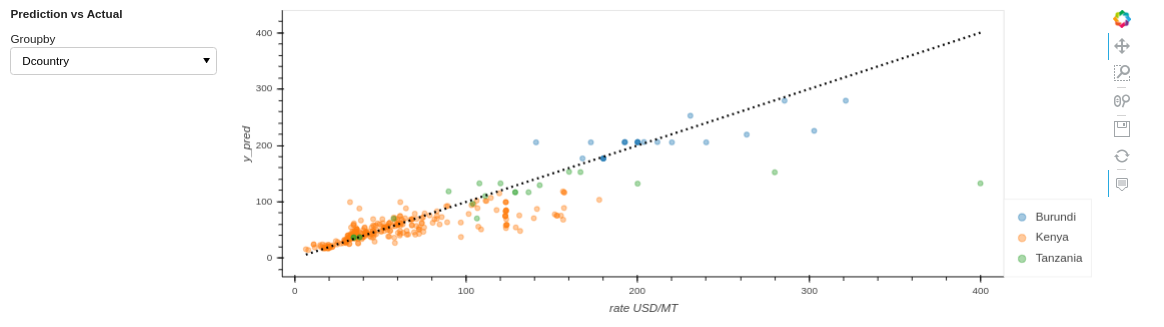 Prediction vs Actual
Groupby
Dcountry
y_pred
400
300
200
100
0
0 100 200 300 400
rate USD/MT
Burundi
Kenya
Tanzania